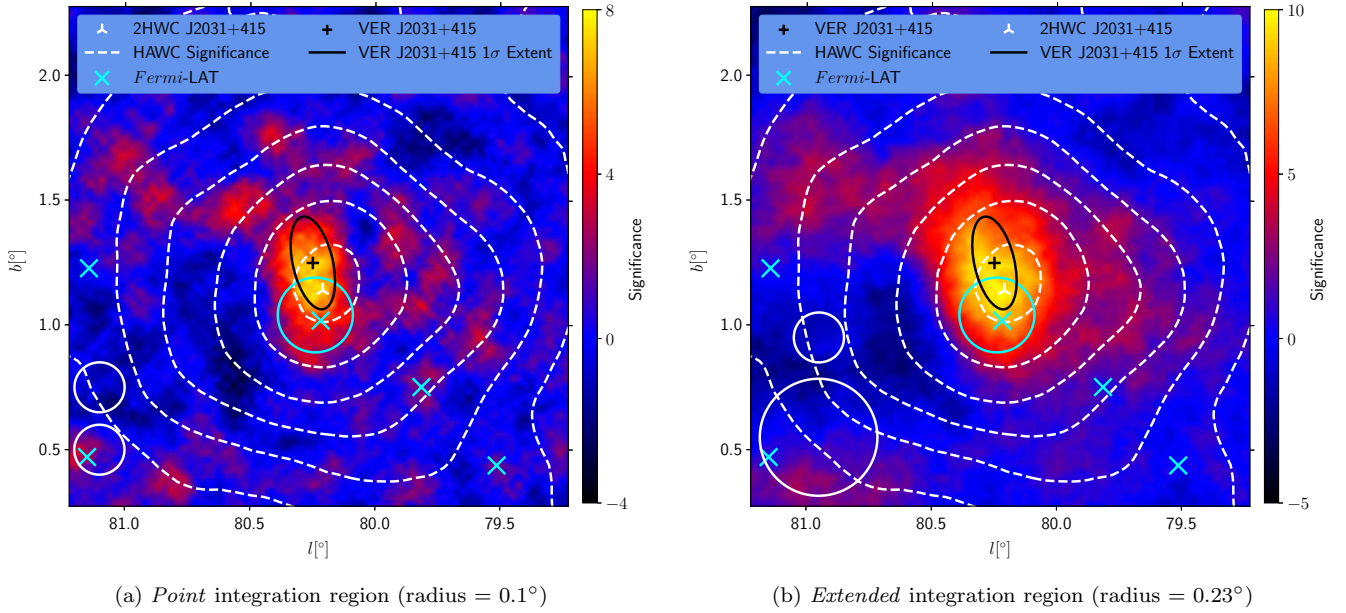 2HWC J2031+415
VER J2031+415
HAWC Significance
VER J2031+415 1σ Extent
Fermi-LAT
2.0
1.5
1.0
0.5
b[°]
81.0
80.5
80.0
79.5
l[°]
8
4
0
−4
Significance
(a) Point integration region (radius = 0.1°)
VER J2031+415
2HWC J2031+415
HAWC Significance
VER J2031+415 1σ Extent
Fermi-LAT
2.0
1.5
1.0
0.5
b[°]
81.0
80.5
80.0
79.5
l[°]
10
5
0
−5
Significance
(b) Extended integration region (radius = 0.23°)